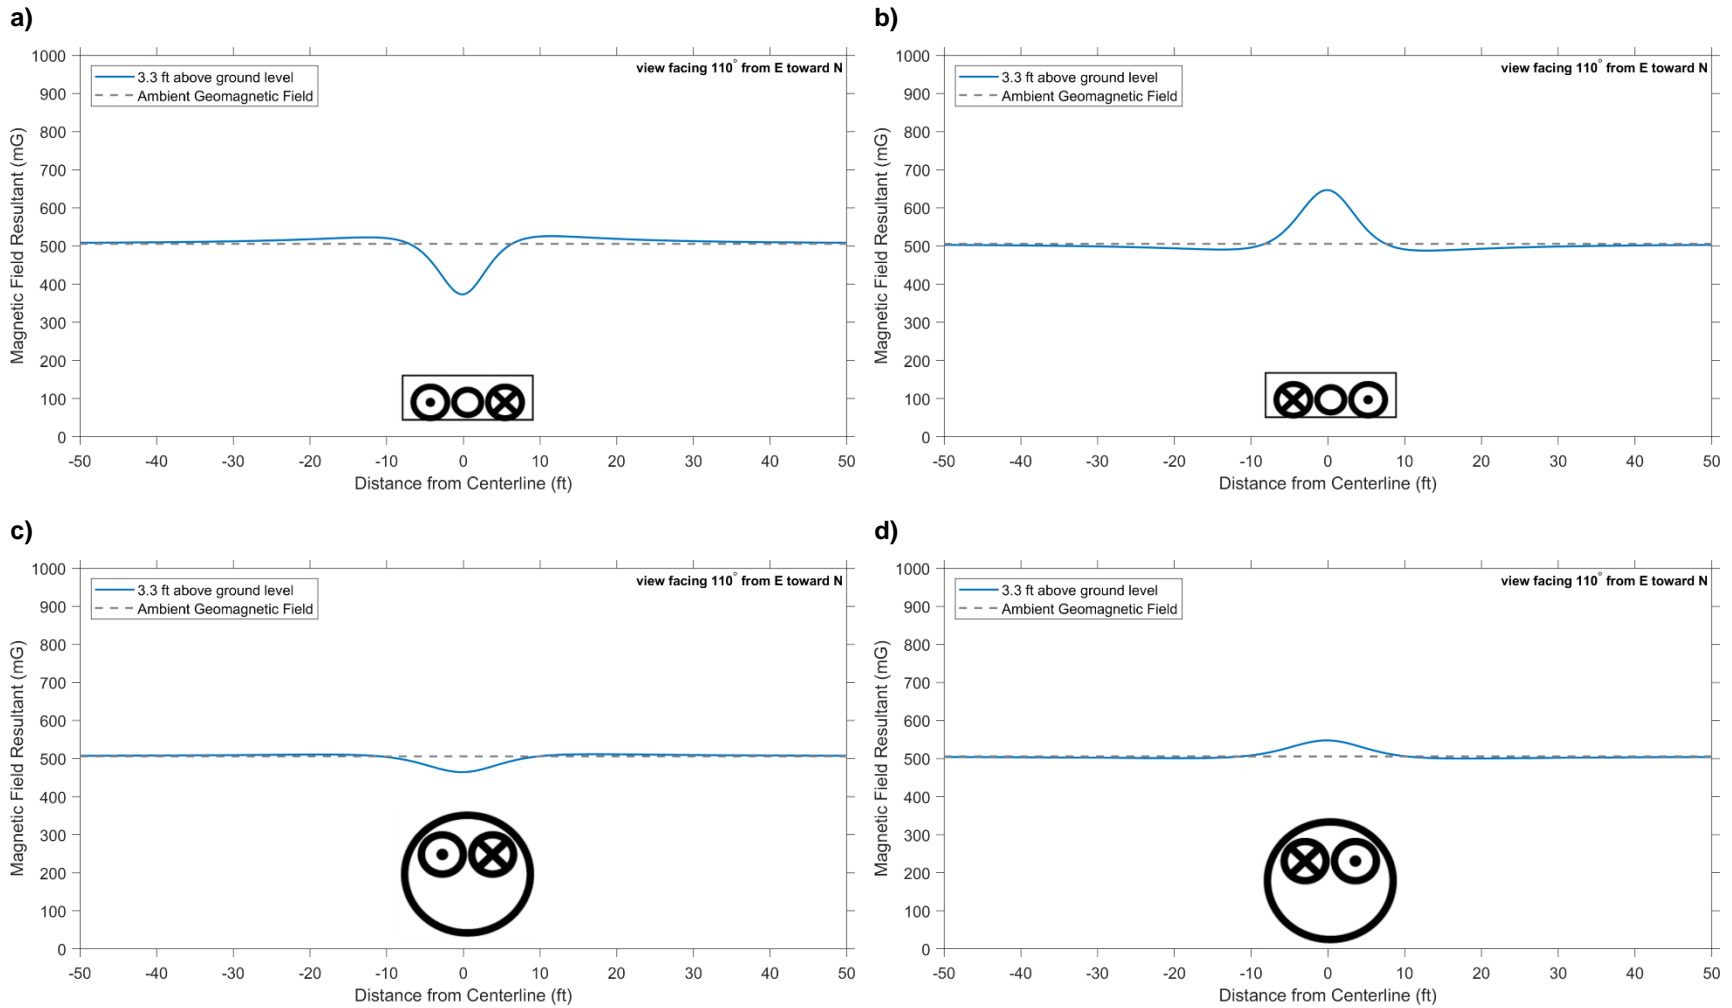 a)
1000
900
800
700
600
500
400
300
200
100
0
Magnetic Field Resultant (mG)
3.3 ft above ground level
Ambient Geomagnetic Field
view facing 110° from E toward N
-50 -40 -30 -20 -10 0 10 20 30 40 50
Distance from Centerline (ft)
b)
1000
900
800
700
600
500
400
300
200
100
0
Magnetic Field Resultant (mG)
3.3 ft above ground level
Ambient Geomagnetic Field
view facing 110° from E toward N
-50 -40 -30 -20 -10 0 10 20 30 40 50
Distance from Centerline (ft)
c)
1000
900
800
700
600
500
400
300
200
100
0
Magnetic Field Resultant (mG)
3.3 ft above ground level
Ambient Geomagnetic Field
view facing 110° from E toward N
-50 -40 -30 -20 -10 0 10 20 30 40 50
Distance from Centerline (ft)
d)
1000
900
800
700
600
500
400
300
200
100
0
Magnetic Field Resultant (mG)
3.3 ft above ground level
Ambient Geomagnetic Field
view facing 110° from E toward N
-50 -40 -30 -20 -10 0 10 20 30 40 50
Distance from Centerline (ft)